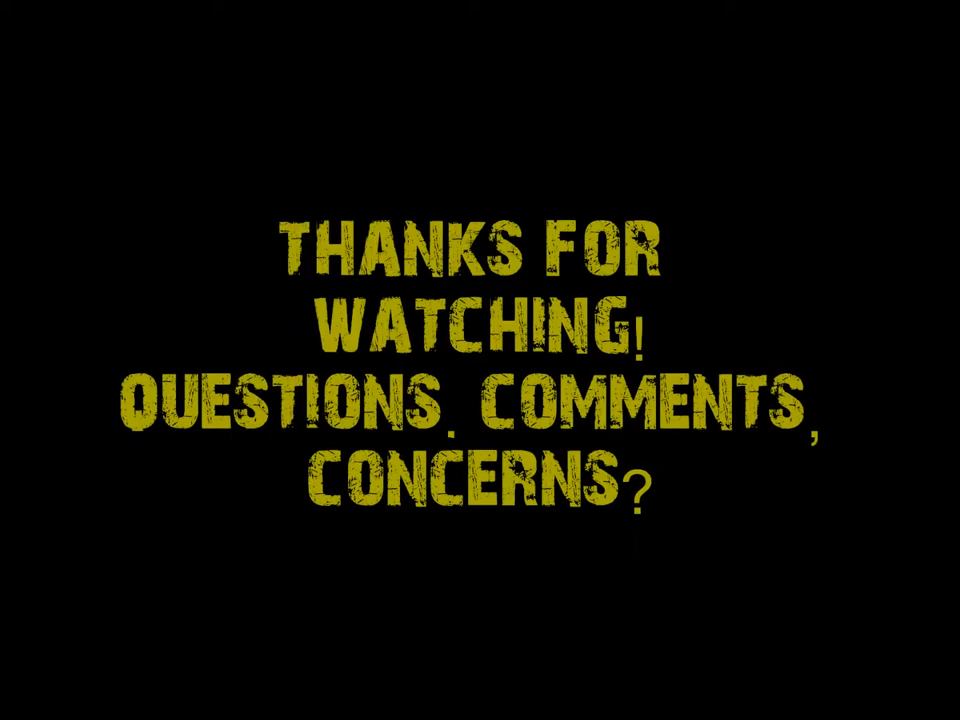 THANKS FOR
WATCHING!
QUESTIONS. COMMENTS,
CONCERNS?